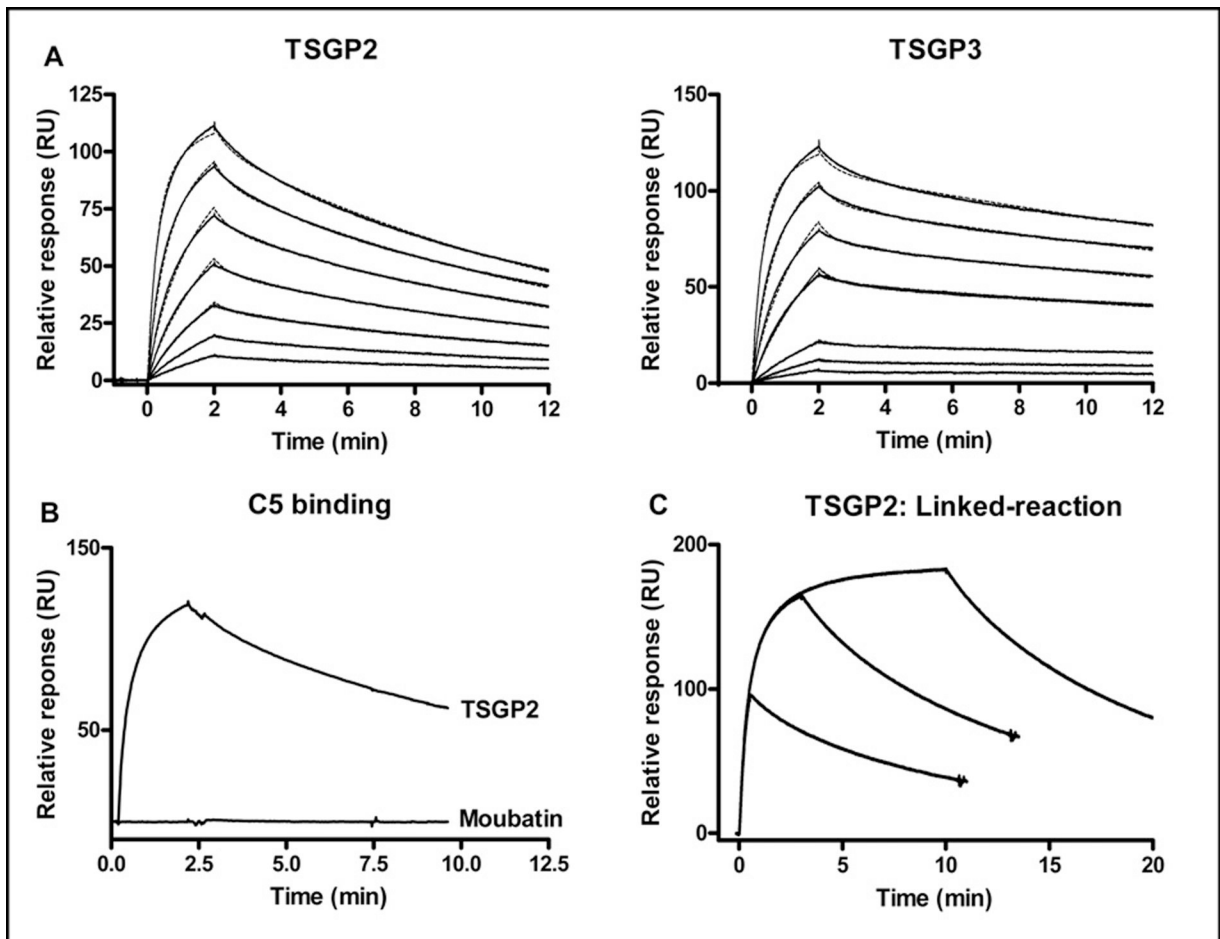 A
TSGP2
Relative response (RU)
125
100
75
50
25
0
0 2 4 6 8 10 12
Time (min)
TSGP3
Relative response (RU)
150
100
50
0
0 2 4 6 8 10 12
Time (min)
B
C5 binding
Relative reponse (RU)
150
50
TSGP2
Moubatin
0.0 2.5 5.0 7.5 10.0 12.5
Time (min)
C
TSGP2: Linked-reaction
Relative response (RU)
200
100
0
0 5 10 15 20
Time (min)